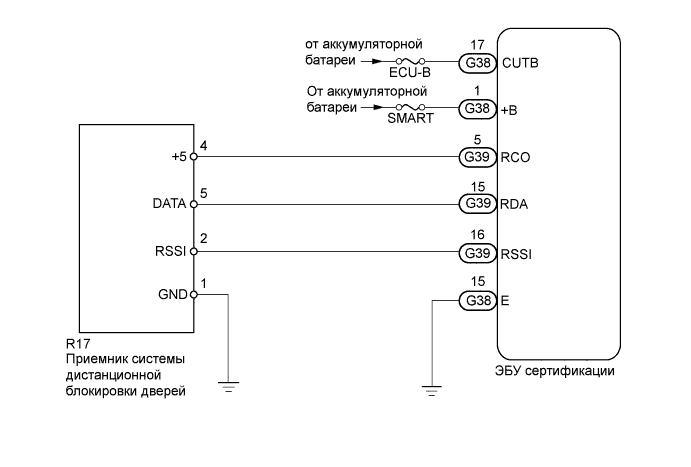 от аккумуляторной
батареи
ECU-B
17
G38
CUTB
От аккумуляторной
батареи
SMART
1
G38
+B
+5
4
5
G39
RCO
DATA
5
15
G39
RDA
RSSI
2
16
G39
RSSI
GND
1
15
G38
E
R17
Приемник системы
дистанционной
блокировки дверей
ЭБУ сертификации